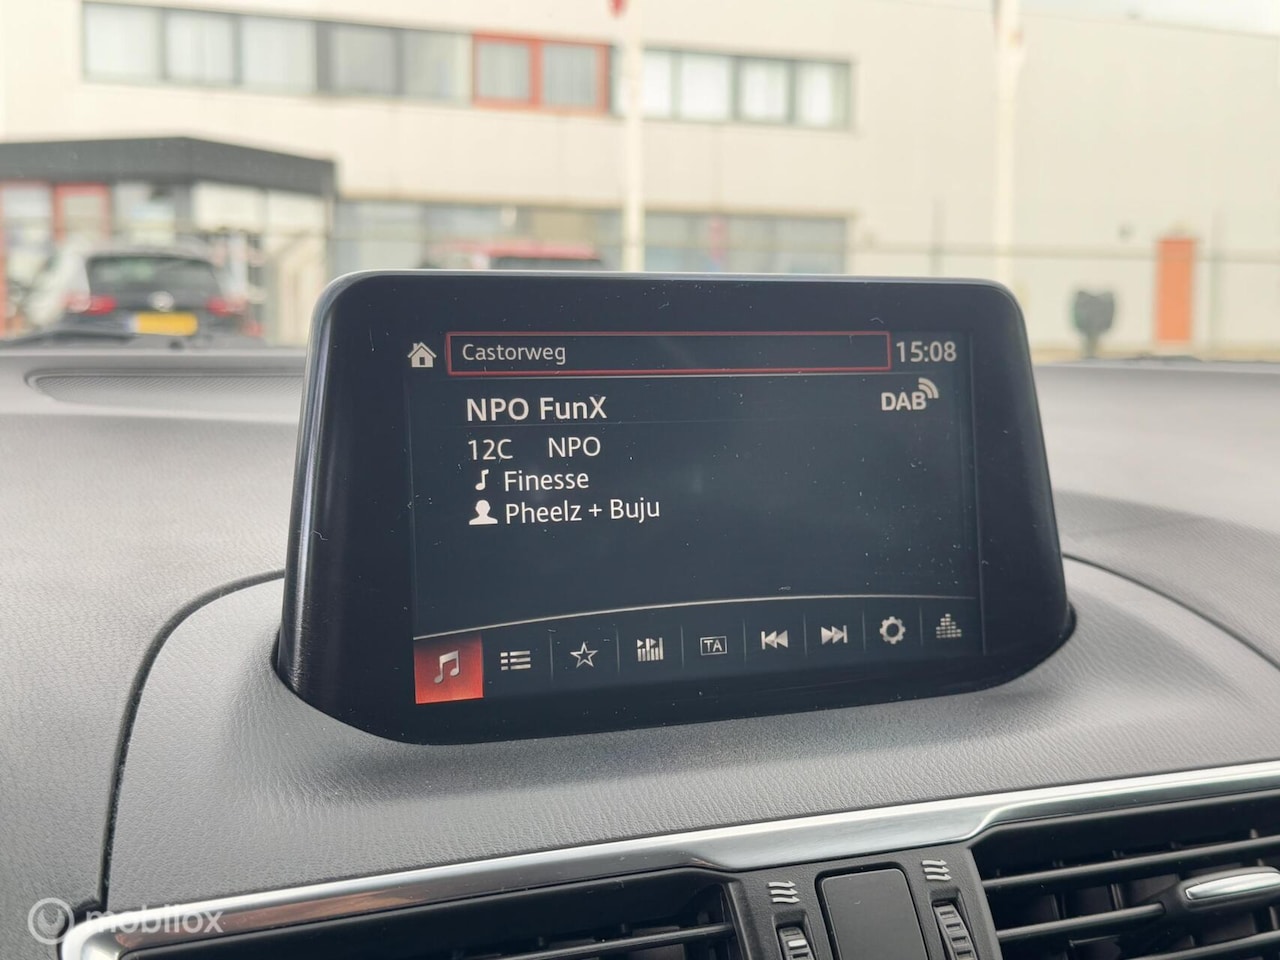 Castorweg
15:08
NPO FunX
DAB
12C NPO
Finesse
Pheelz + Buju
TA
mobilox